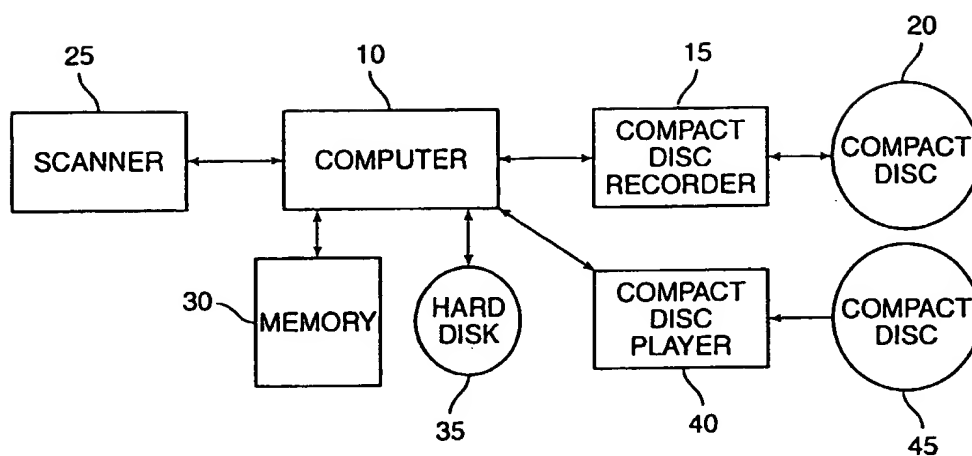 25
10
15
20
SCANNER
COMPUTER
COMPACT
DISC
RECORDER
COMPACT
DISC
30
MEMORY
HARD
DISK
COMPACT
DISC
PLAYER
COMPACT
DISC
35
40
45